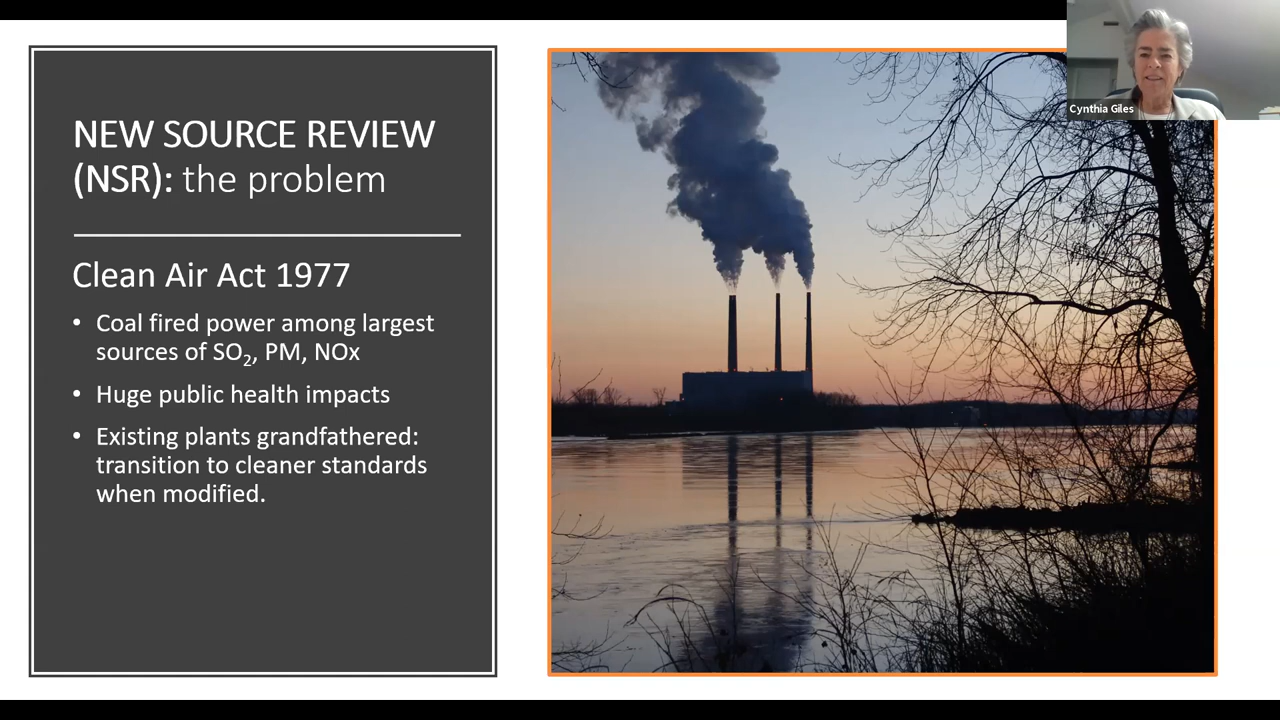 NEW SOURCE REVIEW
(NSR): the problem
Clean Air Act 1977
• Coal fired power among largest
sources of SO₂, PM, NOx
• Huge public health impacts
• Existing plants grandfathered:
transition to cleaner standards
when modified.
Cynthia Giles